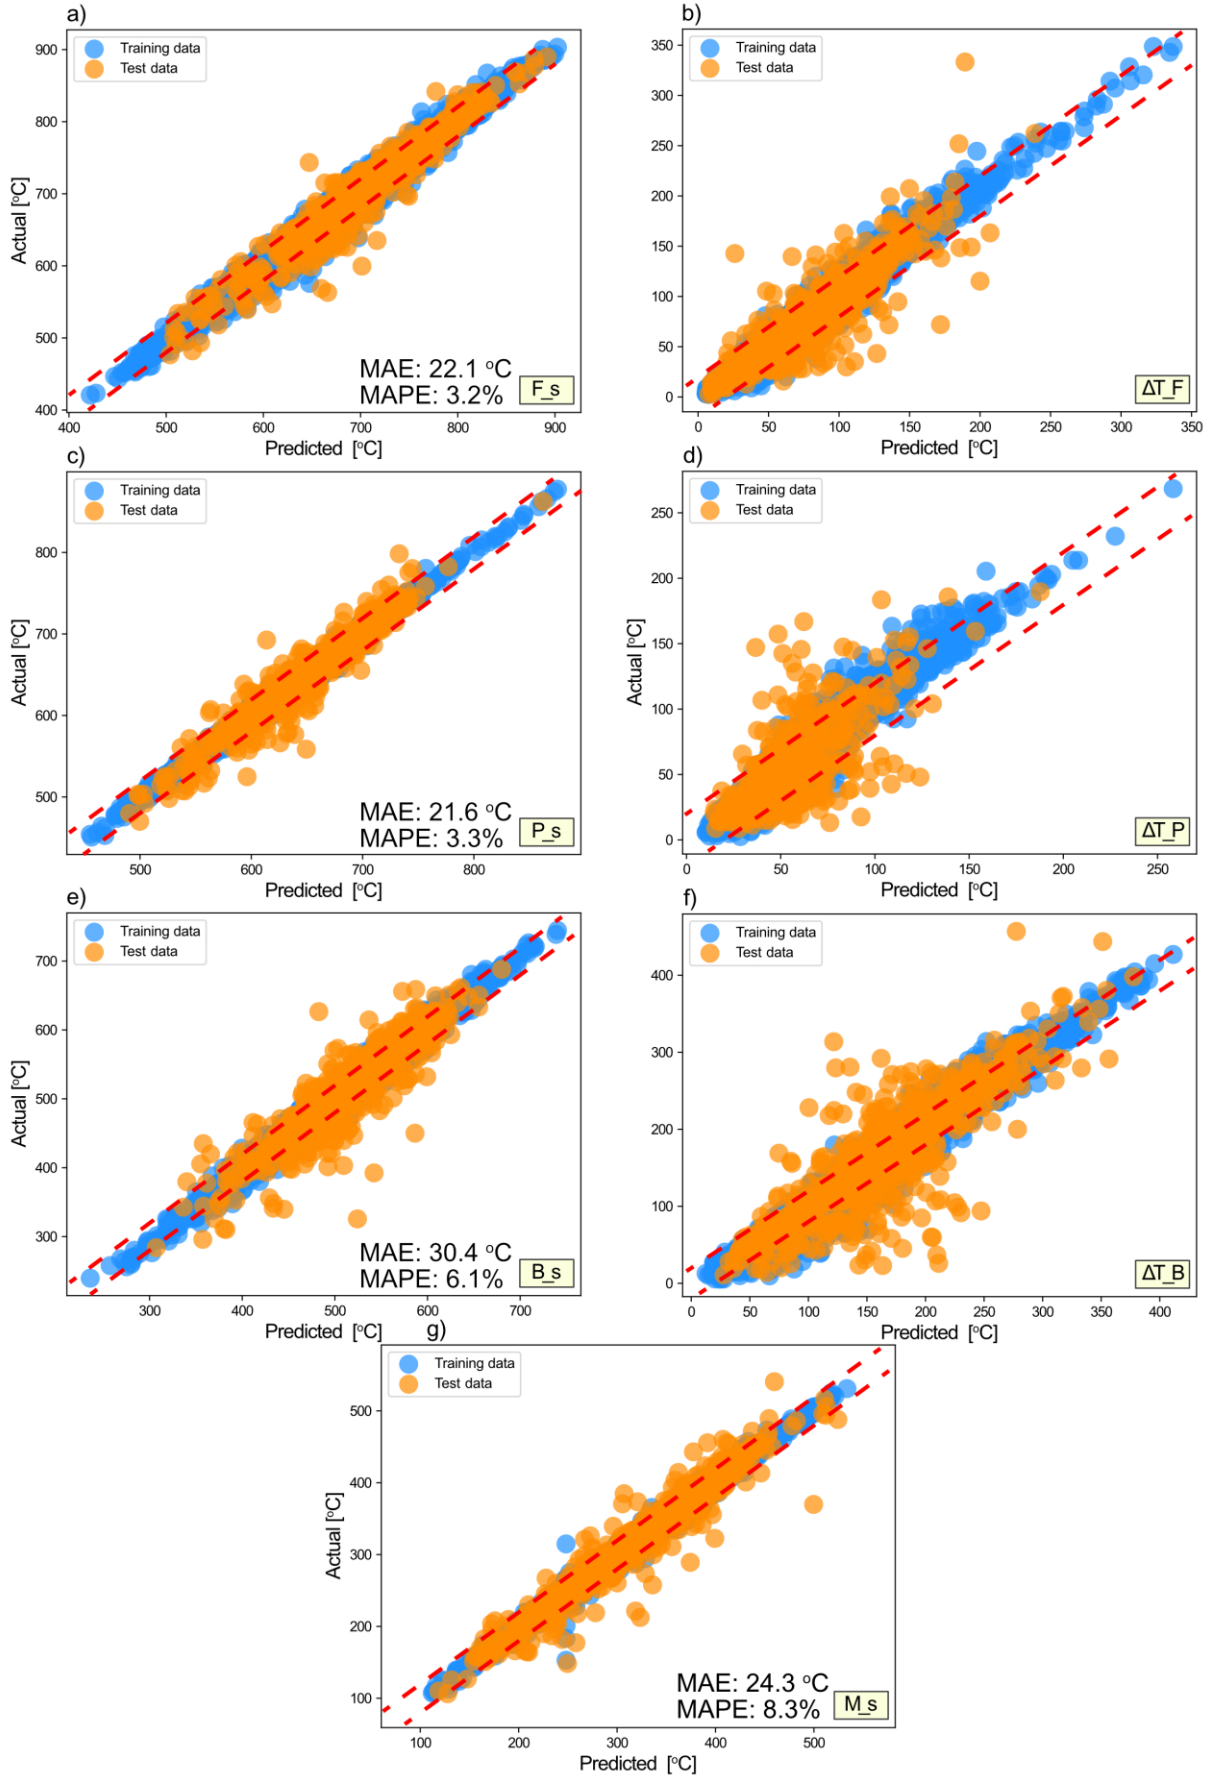 a)
Training data
Test data
900
800
700
600
500
400
Actual [°C]
MAE: 22.1 °C
MAPE: 3.2%
F_s
400 500 600 700 800 900
Predicted [°C]
b)
Training data
Test data
350
300
250
200
150
100
50
0
ΔT_F
0 50 100 150 200 250 300 350
c)
Training data
Test data
800
700
600
500
Actual [°C]
MAE: 21.6 °C
MAPE: 3.3%
P_s
500 600 700 800
Predicted [°C]
d)
Training data
Test data
250
200
150
100
50
0
Actual [°C]
ΔT_P
0 50 100 150 200 250
Predicted [°C]
e)
Training data
Test data
700
600
500
400
300
Actual [°C]
MAE: 30.4 °C
MAPE: 6.1%
B_s
300 400 500 600 700
Predicted [°C]
f)
Training data
Test data
400
300
200
100
0
ΔT_B
0 50 100 150 200 250 300 350 400
Predicted [°C]
g)
Training data
Test data
500
400
300
200
100
Actual [°C]
MAE: 24.3 °C
MAPE: 8.3%
M_s
100 200 300 400 500
Predicted [°C]